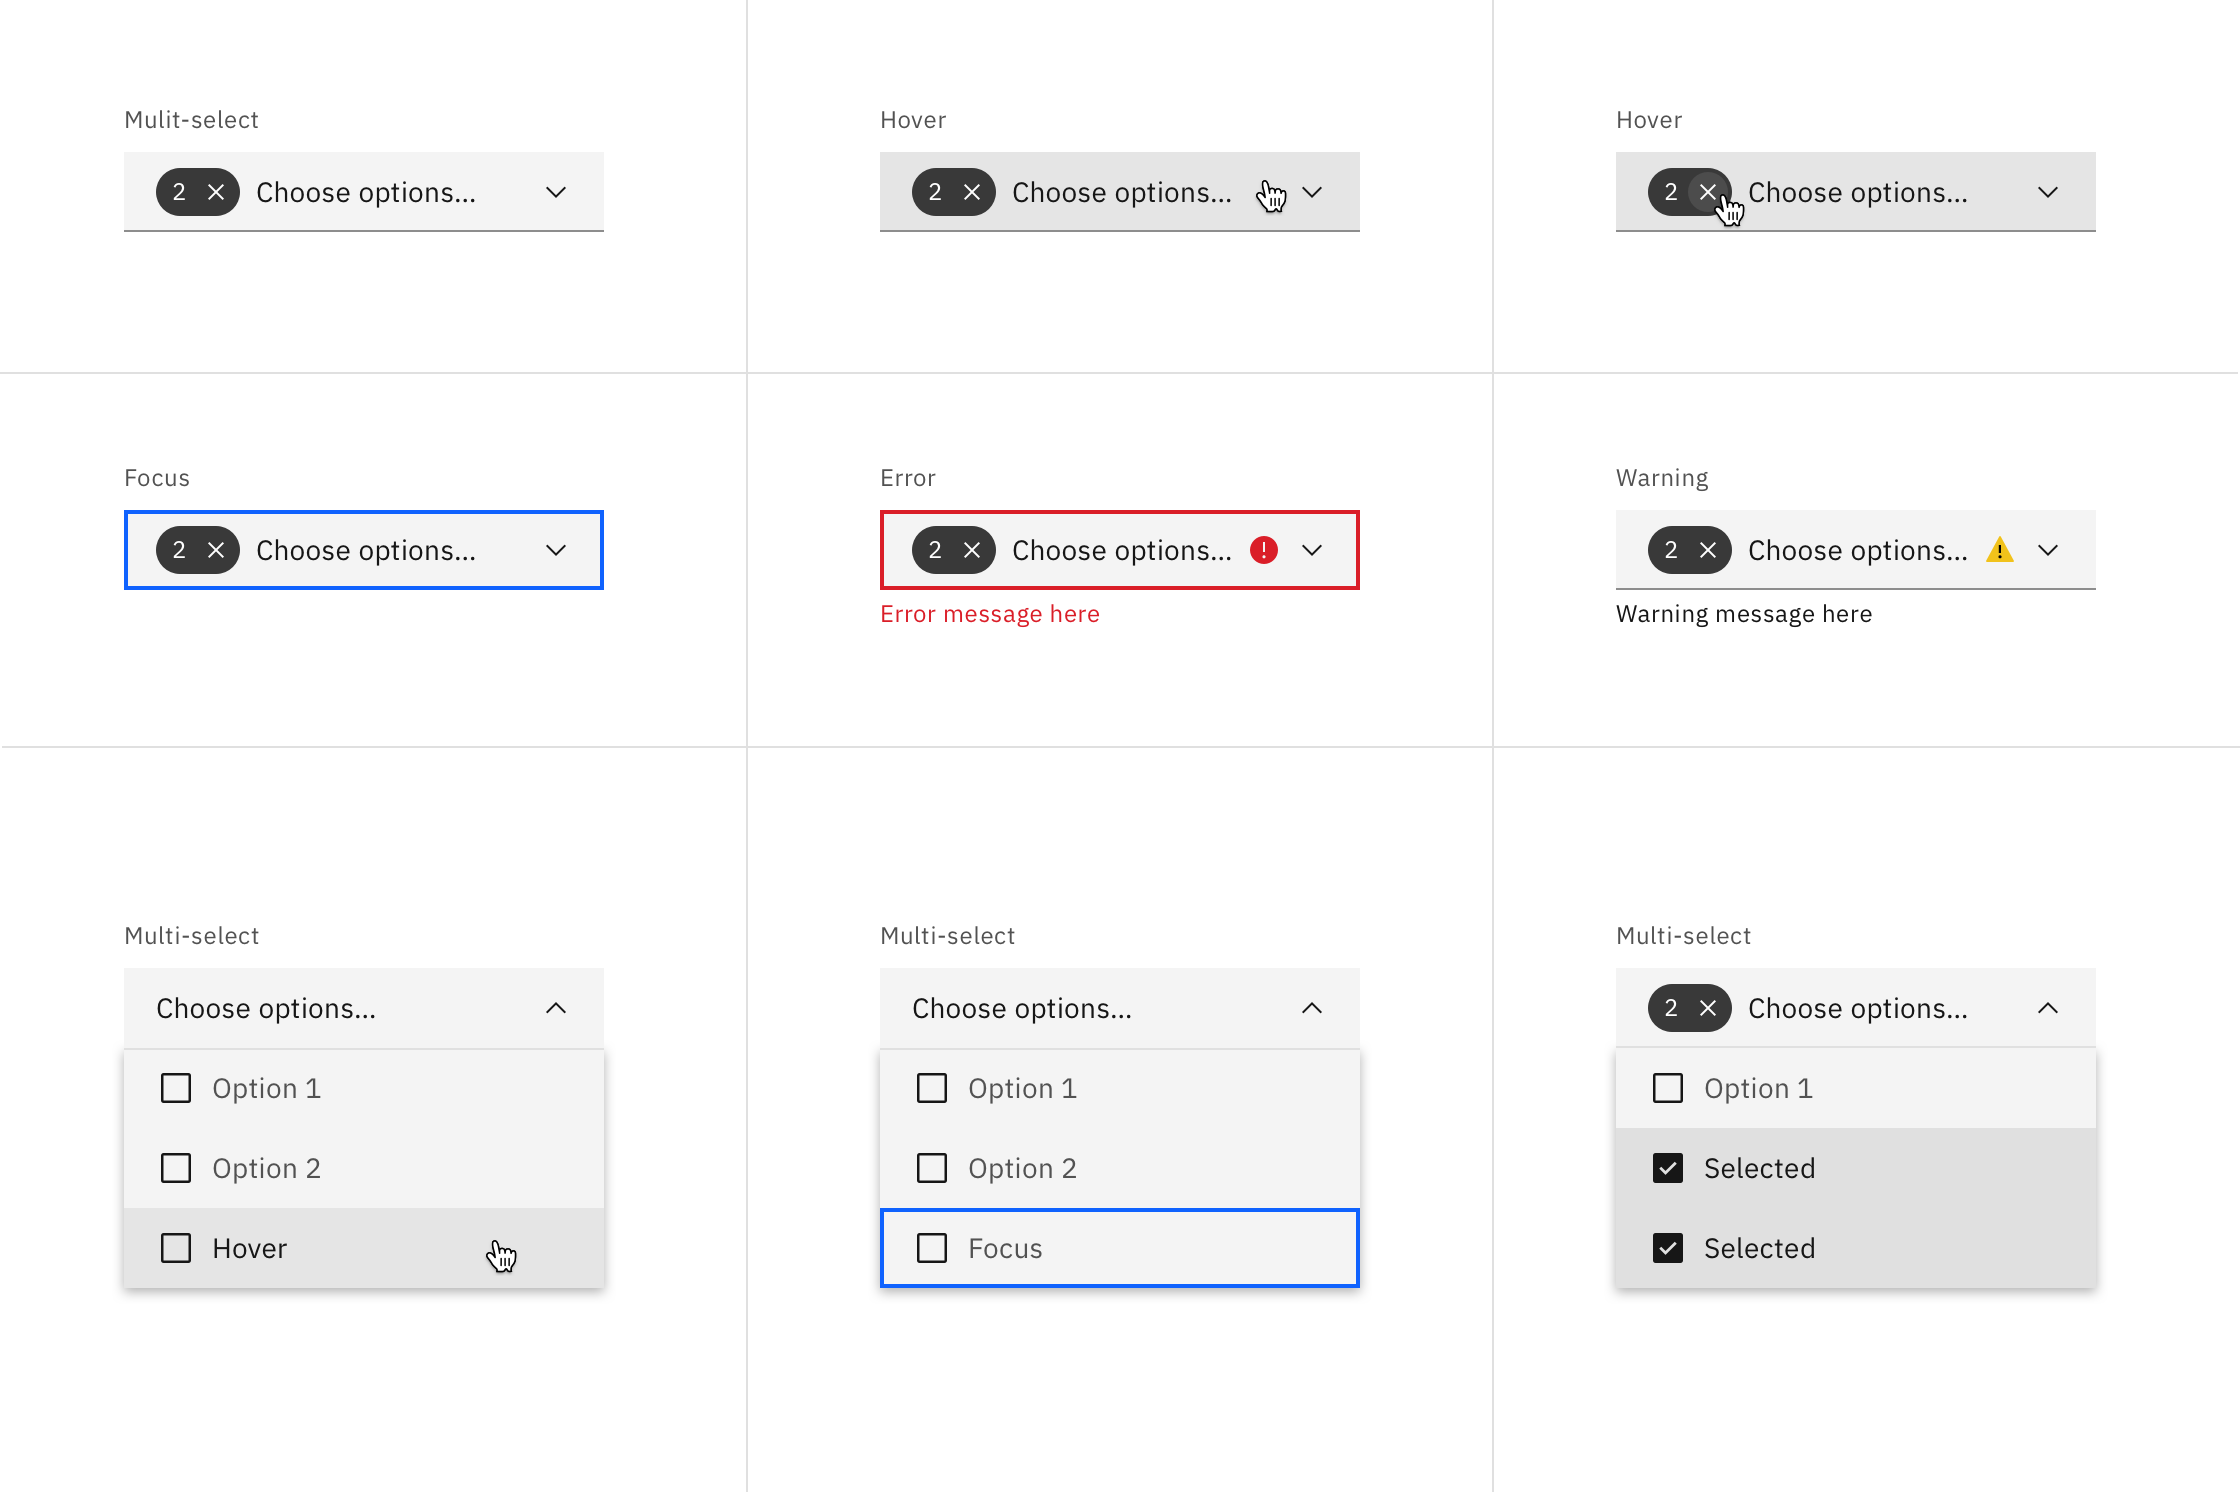 Mulit-select
2 Choose options...
Hover
2 Choose options...
Hover
2 Choose options...
Focus
2 Choose options...
Error
2 Choose options...
Error message here
Warning
2 Choose options...
Warning message here
Multi-select
Choose options...
Option 1
Option 2
Hover
Multi-select
Choose options...
Option 1
Option 2
Focus
Multi-select
2 Choose options...
Option 1
Selected
Selected